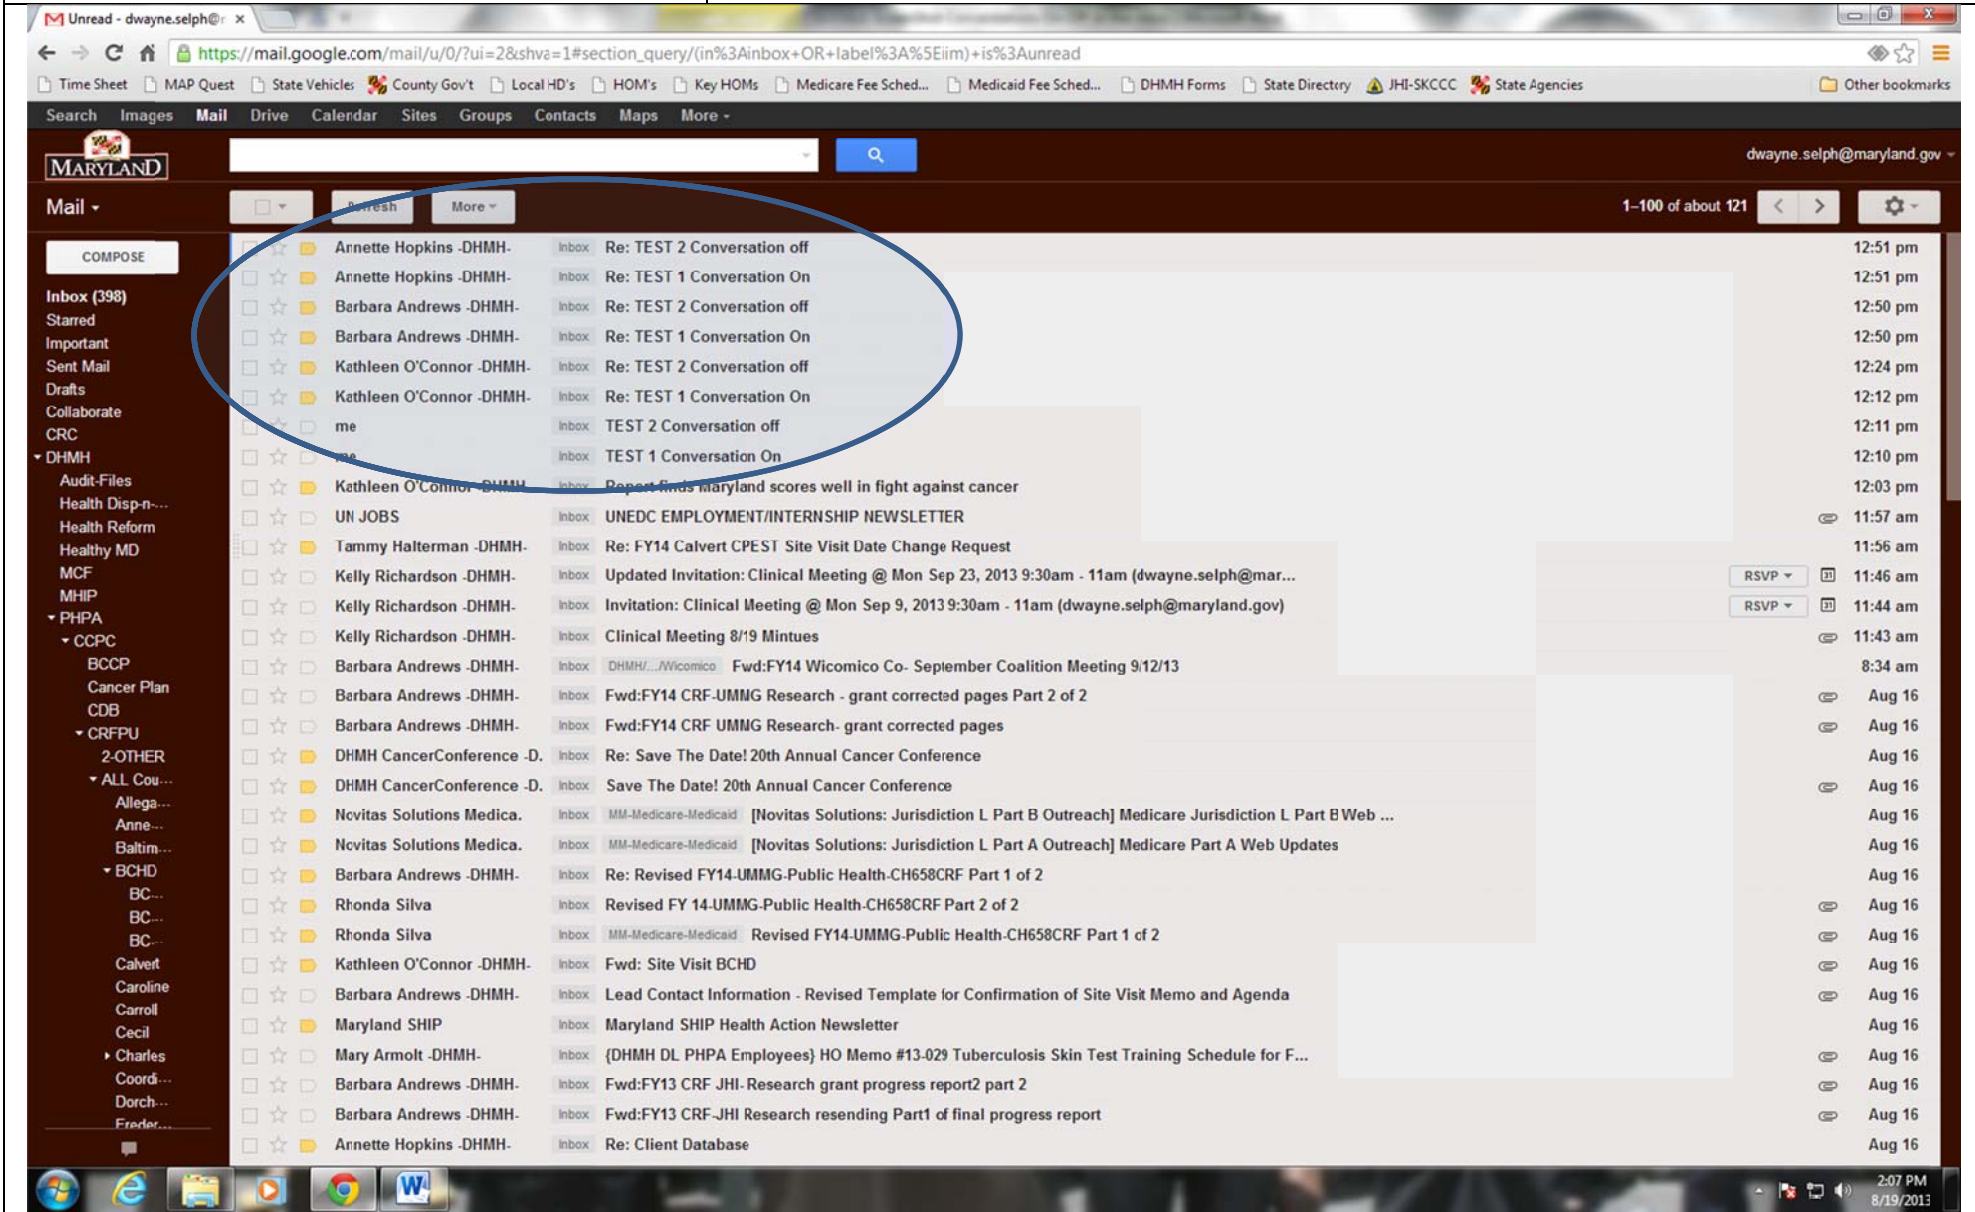 Unread - dwayne.selph@r ×
https://mail.google.com/mail/u/0/?ui=2&shva=1#section_query/(in%3Ainbox+OR+label%3A%5Eiim)+is%3Aunread
Time Sheet MAP Quest State Vehicles County Gov't Local HD's HOM's Key HOMs Medicare Fee Sched... Medicaid Fee Sched... DHMH Forms State Directory JHI-SKCCC State Agencies Other bookmarks
Search Images Mail Drive Calendar Sites Groups Contacts Maps More
MARYLAND dwayne.selph@maryland.gov
Mail Refresh More 1–100 of about 121 < >
COMPOSE
Inbox (398)
Starred
Important
Sent Mail
Drafts
Collaborate
CRC
DHMH
Audit-Files
Health Disp-n-...
Health Reform
Healthy MD
MCF
MHIP
PHPA
CCPC
BCCP
Cancer Plan
CDB
CRFPU
2-OTHER
ALL Cou...
Allega...
Anne...
Baltim...
BCHD
BC...
BC...
BC...
Calvert
Caroline
Carroll
Cecil
Charles
Coordi...
Dorch...
Freder...
Annette Hopkins -DHMH- Inbox Re: TEST 2 Conversation off 12:51 pm
Annette Hopkins -DHMH- Inbox Re: TEST 1 Conversation On 12:51 pm
Barbara Andrews -DHMH- Inbox Re: TEST 2 Conversation off 12:50 pm
Barbara Andrews -DHMH- Inbox Re: TEST 1 Conversation On 12:50 pm
Kathleen O'Connor -DHMH- Inbox Re: TEST 2 Conversation off 12:24 pm
Kathleen O'Connor -DHMH- Inbox Re: TEST 1 Conversation On 12:12 pm
me Inbox TEST 2 Conversation off 12:11 pm
me Inbox TEST 1 Conversation On 12:10 pm
Kathleen O'Connor -DHMH- Inbox Report finds Maryland scores well in fight against cancer 12:03 pm
UN JOBS Inbox UNEDC EMPLOYMENT/INTERNSHIP NEWSLETTER 11:57 am
Tammy Halterman -DHMH- Inbox Re: FY14 Calvert CPEST Site Visit Date Change Request 11:56 am
Kelly Richardson -DHMH- Inbox Updated Invitation: Clinical Meeting @ Mon Sep 23, 2013 9:30am - 11am (dwayne.selph@mar... RSVP 31 11:46 am
Kelly Richardson -DHMH- Inbox Invitation: Clinical Meeting @ Mon Sep 9, 2013 9:30am - 11am (dwayne.selph@maryland.gov) RSVP 31 11:44 am
Kelly Richardson -DHMH- Inbox Clinical Meeting 8/19 Mintues 11:43 am
Barbara Andrews -DHMH- Inbox DHMH/.../Wicomico Fwd:FY14 Wicomico Co- September Coalition Meeting 9/12/13 8:34 am
Barbara Andrews -DHMH- Inbox Fwd:FY14 CRF-UMMG Research - grant corrected pages Part 2 of 2 Aug 16
Barbara Andrews -DHMH- Inbox Fwd:FY14 CRF UMMG Research- grant corrected pages Aug 16
DHMH CancerConference -D. Inbox Re: Save The Date! 20th Annual Cancer Conference Aug 16
DHMH CancerConference -D. Inbox Save The Date! 20th Annual Cancer Conference Aug 16
Novitas Solutions Medica. Inbox MM-Medicare-Medicaid [Novitas Solutions: Jurisdiction L Part B Outreach] Medicare Jurisdiction L Part B Web ... Aug 16
Novitas Solutions Medica. Inbox MM-Medicare-Medicaid [Novitas Solutions: Jurisdiction L Part A Outreach] Medicare Part A Web Updates Aug 16
Barbara Andrews -DHMH- Inbox Re: Revised FY14-UMMG-Public Health-CH658CRF Part 1 of 2 Aug 16
Rhonda Silva Inbox Revised FY 14-UMMG-Public Health-CH658CRF Part 2 of 2 Aug 16
Rhonda Silva Inbox MM-Medicare-Medicaid Revised FY14-UMMG-Public Health-CH658CRF Part 1 of 2 Aug 16
Kathleen O'Connor -DHMH- Inbox Fwd: Site Visit BCHD Aug 16
Barbara Andrews -DHMH- Inbox Lead Contact Information - Revised Template for Confirmation of Site Visit Memo and Agenda Aug 16
Maryland SHIP Inbox Maryland SHIP Health Action Newsletter Aug 16
Mary Armolt -DHMH- Inbox {DHMH DL PHPA Employees} HO Memo #13-029 Tuberculosis Skin Test Training Schedule for F... Aug 16
Barbara Andrews -DHMH- Inbox Fwd:FY13 CRF JHI- Research grant progress report2 part 2 Aug 16
Barbara Andrews -DHMH- Inbox Fwd:FY13 CRF-JHI Research resending Part1 of final progress report Aug 16
Annette Hopkins -DHMH- Inbox Re: Client Database Aug 16
2:07 PM
8/19/2013